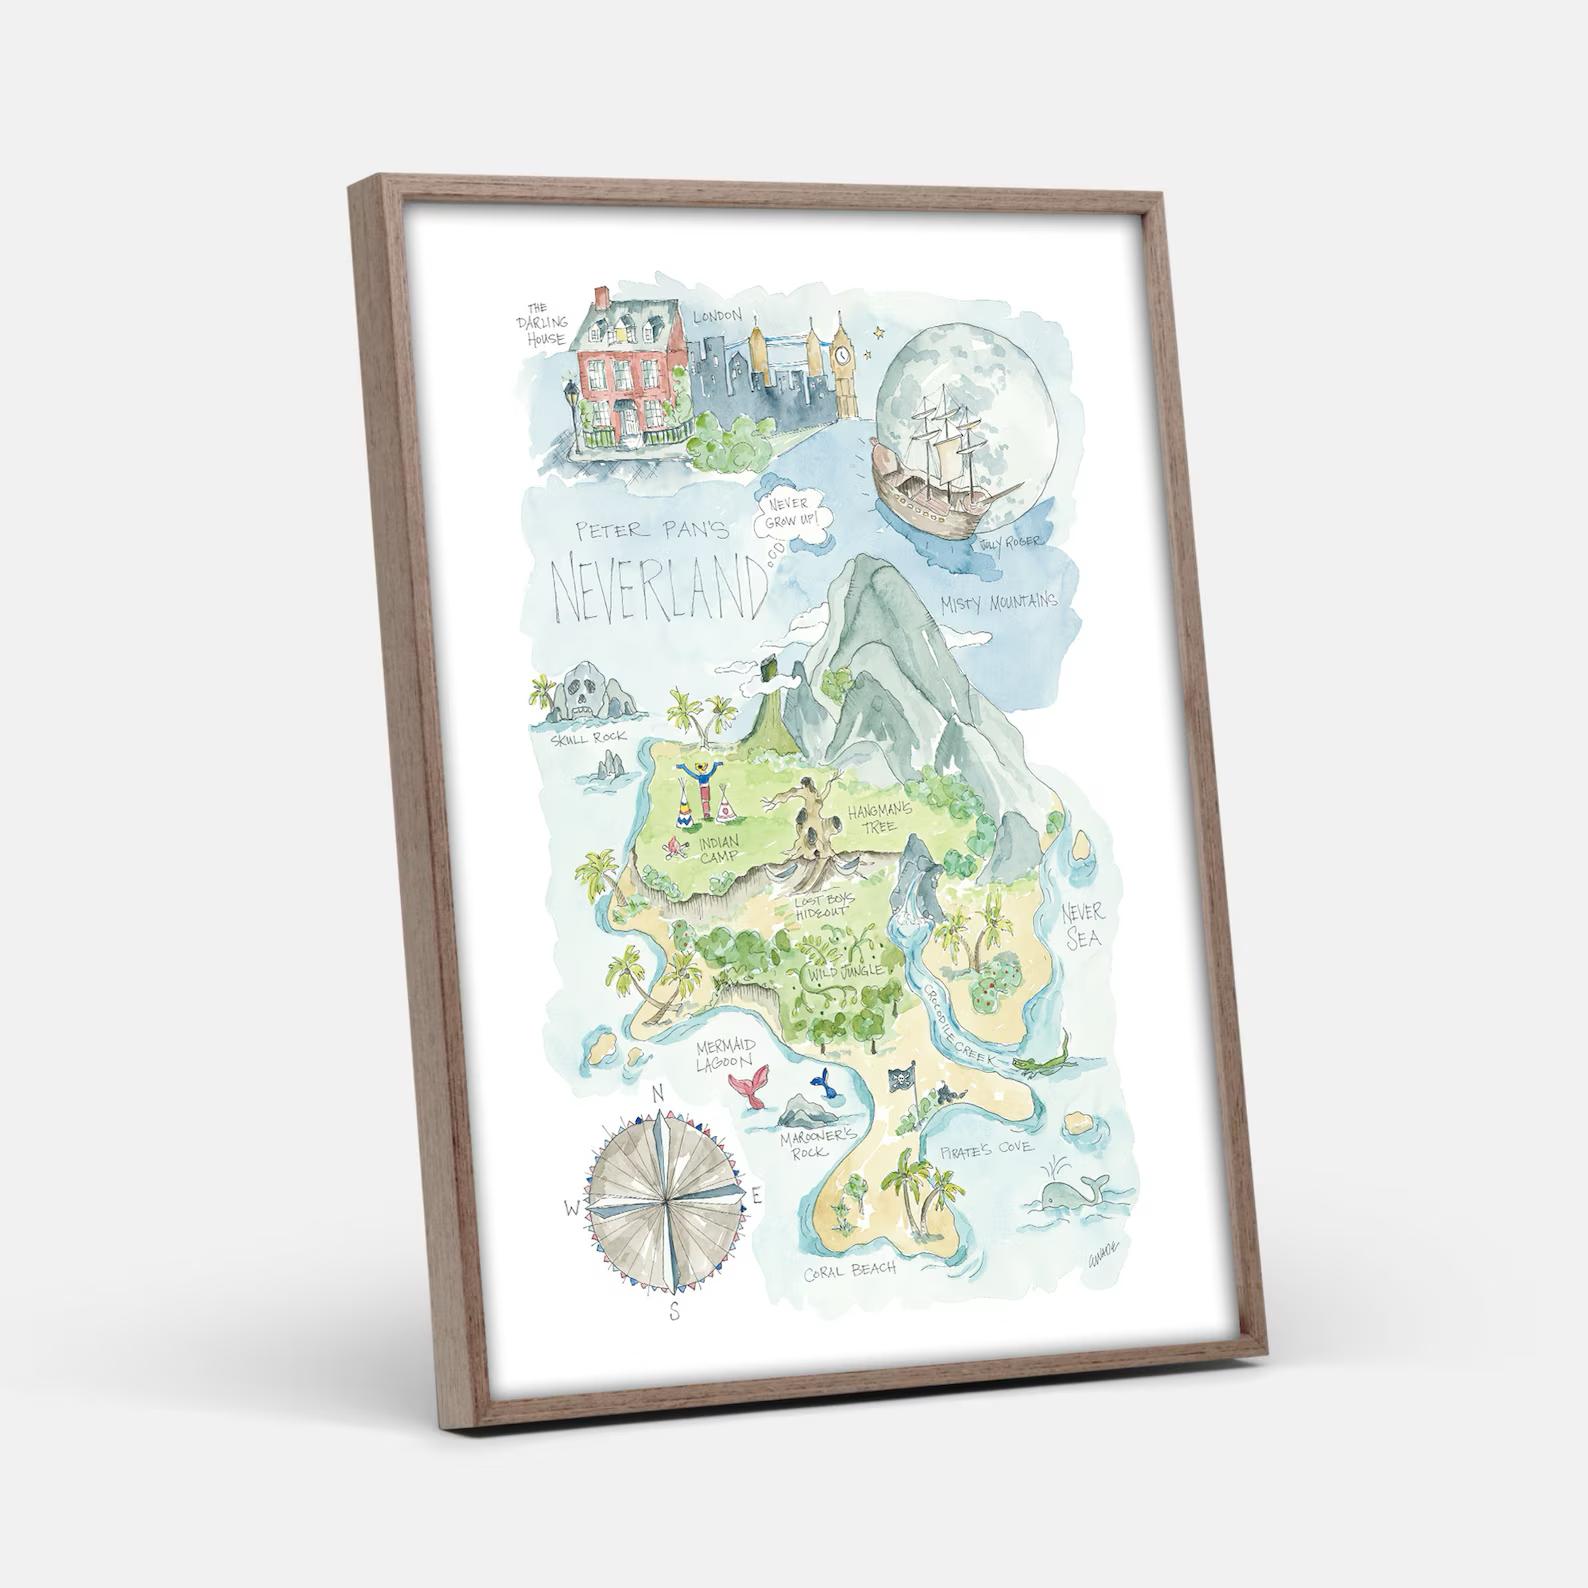 THE
DARLING
HOUSE
LONDON
NEVER
GROW UP!
PETER PAN'S
NEVERLAND
JOLLY ROGER
MISTY MOUNTAINS
SKULL ROCK
HANGMAN'S
TREE
INDIAN
CAMP
LOST BOYS
HIDEOUT
NEVER
SEA
WILD JUNGLE
CROCODILE CREEK
MERMAID
LAGOON
MAROONER'S
ROCK
PIRATE'S COVE
N
W
E
S
CORAL BEACH